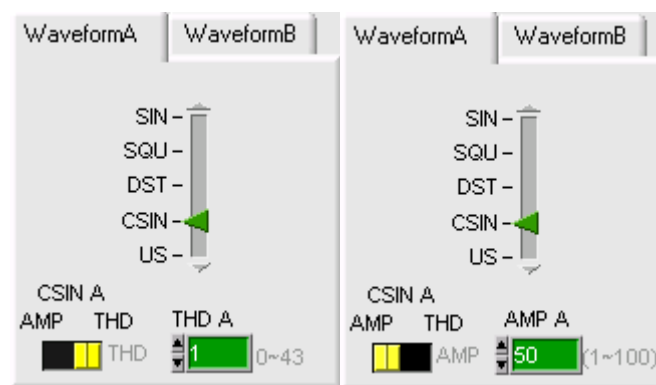 WaveformA WaveformB
SIN
SQU
DST
CSIN
US
CSIN A
AMP THD THD A
THD 1 0~43
WaveformA WaveformB
SIN
SQU
DST
CSIN
US
CSIN A
AMP THD AMP A
AMP 50 (1~100)